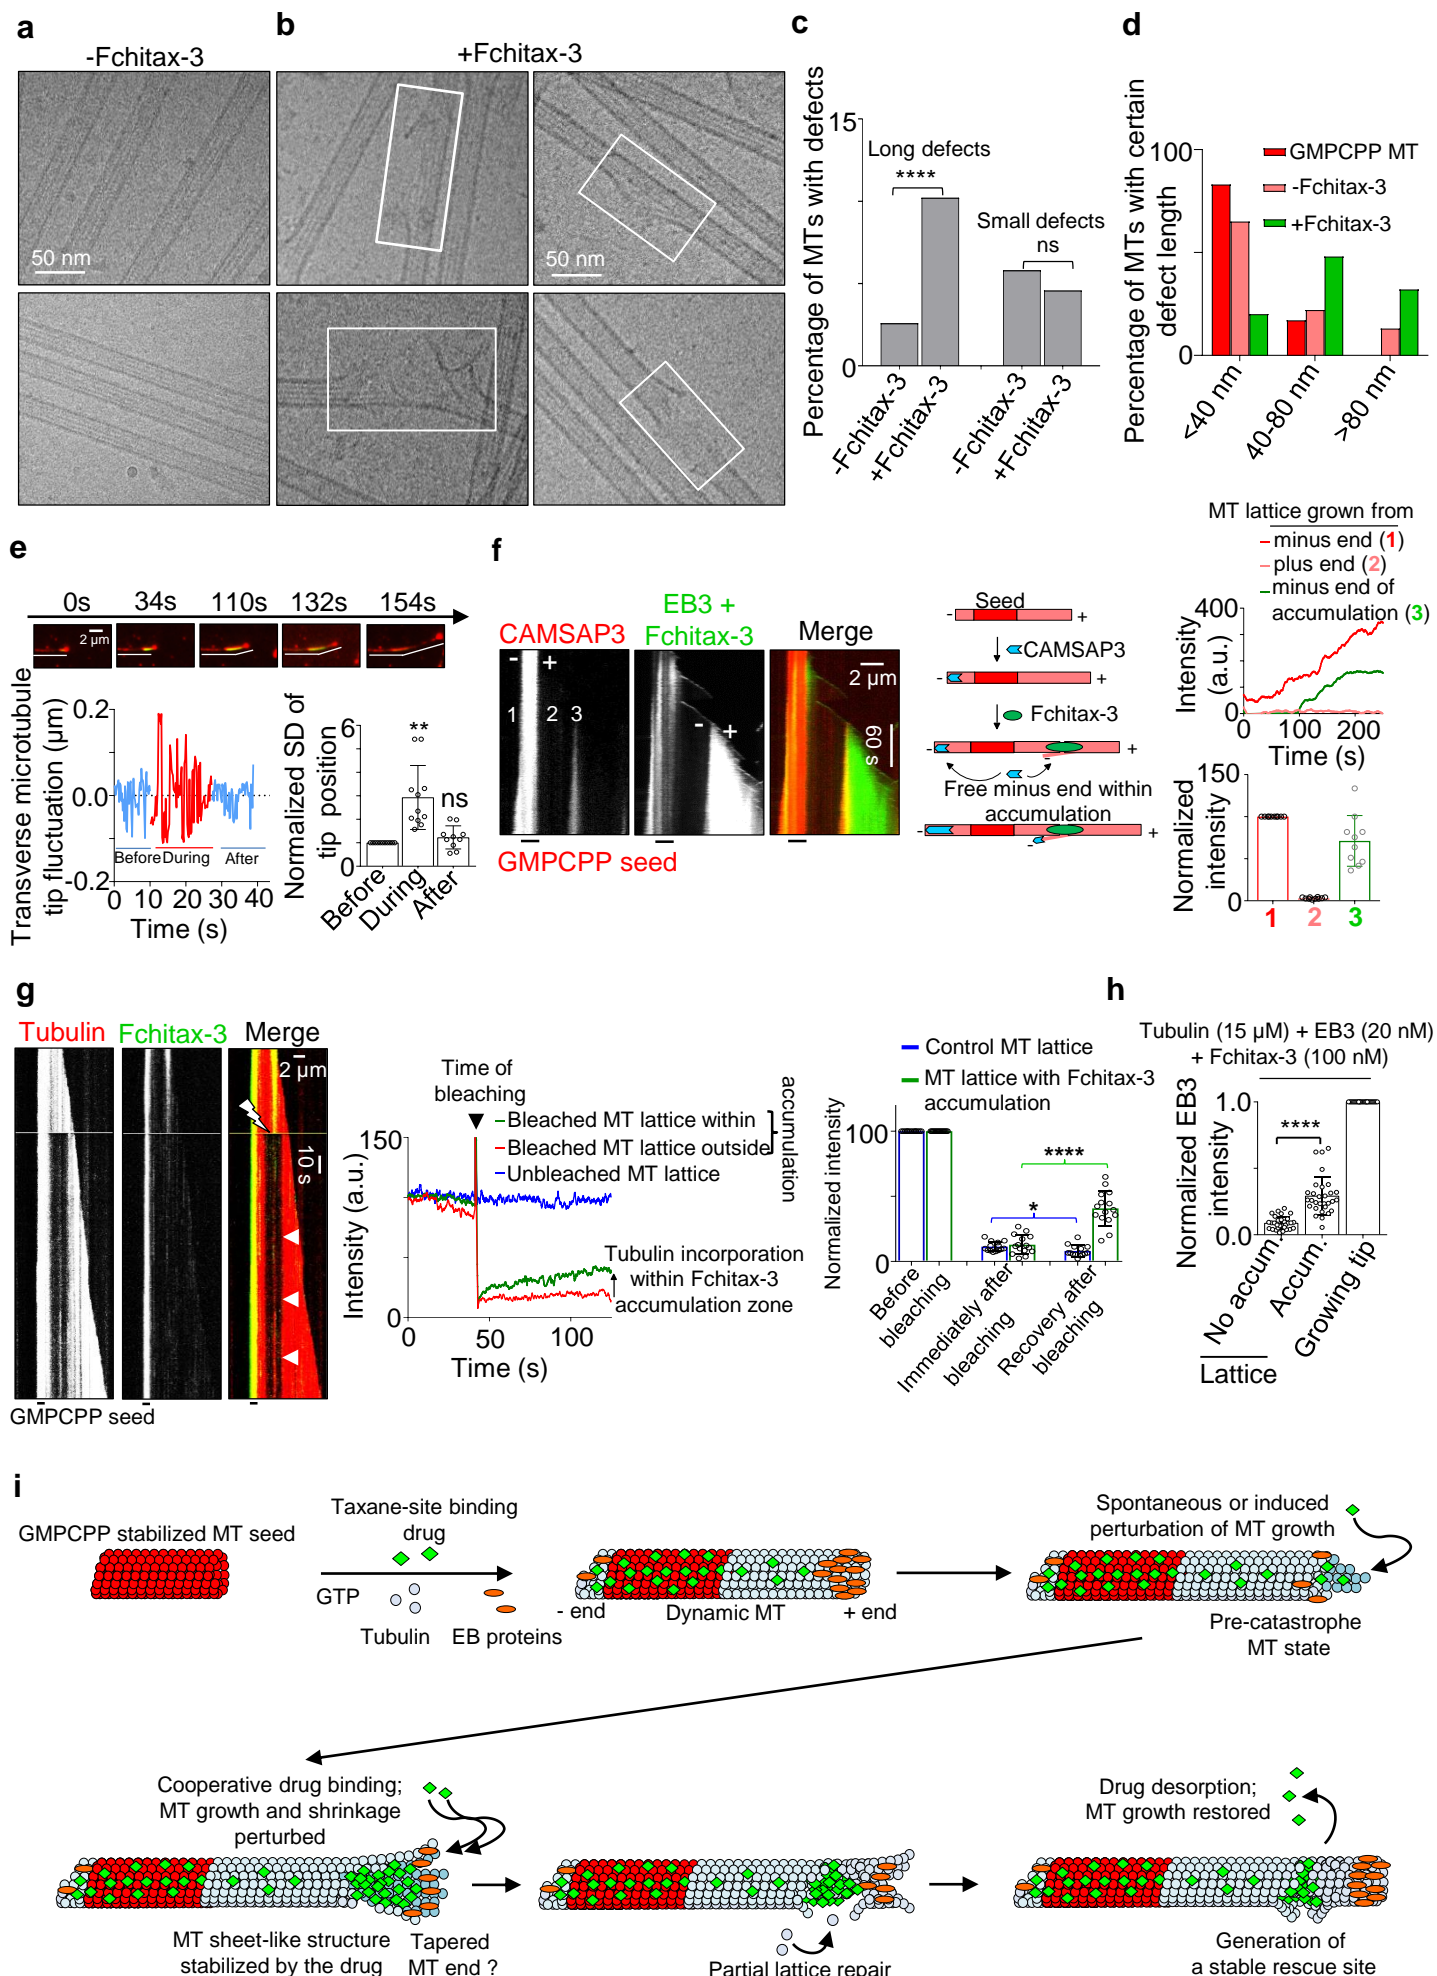 a
-Fchitax-3
50 nm
b
+Fchitax-3
50 nm
c
Percentage of MTs with defects
15
0
Long defects
****
Small defects
ns
-Fchitax-3
+Fchitax-3
-Fchitax-3
+Fchitax-3
d
Percentage of MTs with certain
defect length
100
0
GMPCPP MT
-Fchitax-3
+Fchitax-3
<40 nm
40-80 nm
>80 nm
e
0s 34s 110s 132s 154s
2 µm
Transverse microtubule
tip fluctuation (µm)
0.2
0.0
-0.2
Before During After
0 10 20 30 40
Time (s)
Normalized SD of
tip position
6
3
0
**
ns
Before
During
After
f
CAMSAP3
EB3 +
Fchitax-3
Merge
- +
1 2 3
- +
2 µm
60 s
GMPCPP seed
Seed
- +
CAMSAP3
- +
Fchitax-3
- +
-
Free minus end within
accumulation
- +
-
MT lattice grown from
minus end (1)
plus end (2)
minus end of
accumulation (3)
Intensity
(a.u.)
400
0
0 100 200
Time (s)
Normalized
intensity
150
0
1 2 3
g
Tubulin Fchitax-3 Merge
2 µm
10 s
GMPCPP seed
Time of
bleaching
Bleached MT lattice within
Bleached MT lattice outside
accumulation
Unbleached MT lattice
Intensity (a.u.)
150
0
0 50 100
Time (s)
Tubulin incorporation
within Fchitax-3
accumulation zone
Control MT lattice
MT lattice with Fchitax-3
accumulation
Normalized intensity
100
0
*
****
Before
bleaching
Immediately after
bleaching
Recovery after
bleaching
h
Tubulin (15 µM) + EB3 (20 nM)
+ Fchitax-3 (100 nM)
Normalized EB3
intensity
1.0
0.0
****
No accum.
Accum.
Growing tip
Lattice
i
GMPCPP stabilized MT seed
Taxane-site binding
drug
GTP
Tubulin
EB proteins
- end
Dynamic MT
+ end
Spontaneous or induced
perturbation of MT growth
Pre-catastrophe
MT state
Cooperative drug binding;
MT growth and shrinkage
perturbed
MT sheet-like structure
stabilized by the drug
Tapered
MT end ?
Partial lattice repair
Drug desorption;
MT growth restored
Generation of
a stable rescue site